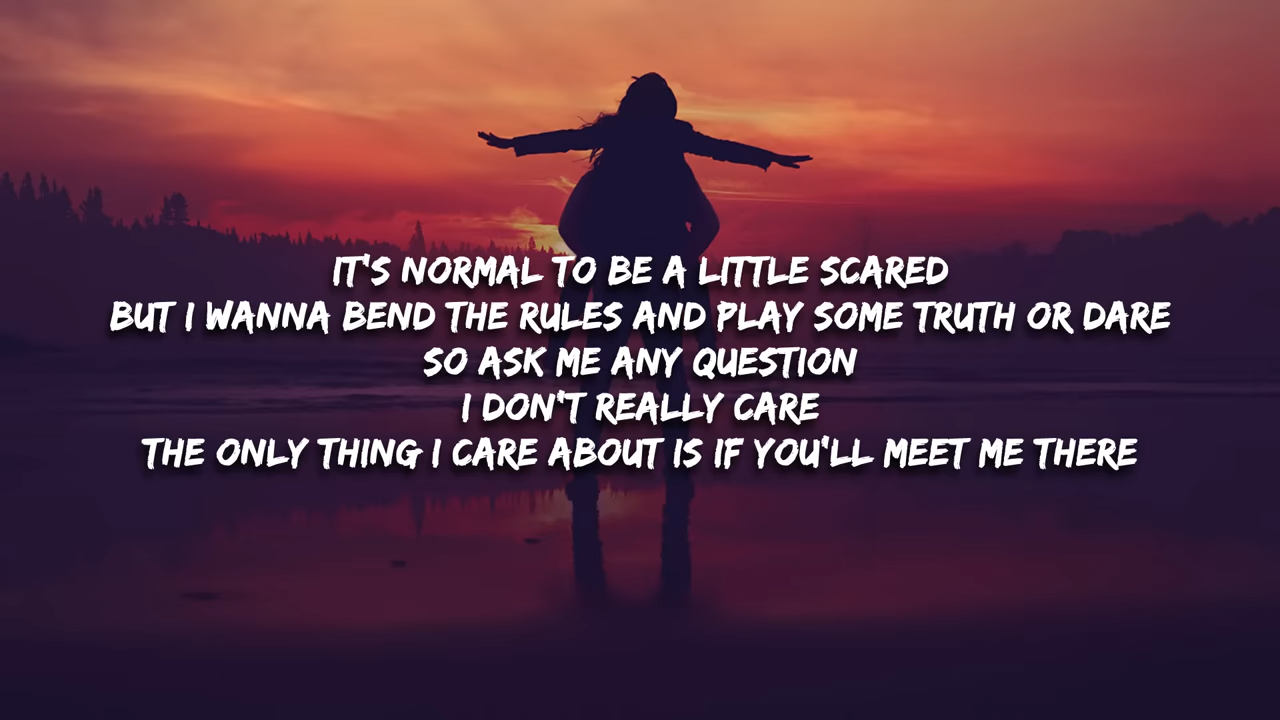 IT'S NORMAL TO BE A LITTLE SCARED
BUT I WANNA BEND THE RULES AND PLAY SOME TRUTH OR DARE
SO ASK ME ANY QUESTION
I DON'T REALLY CARE
THE ONLY THING I CARE ABOUT IS IF YOU'LL MEET ME THERE